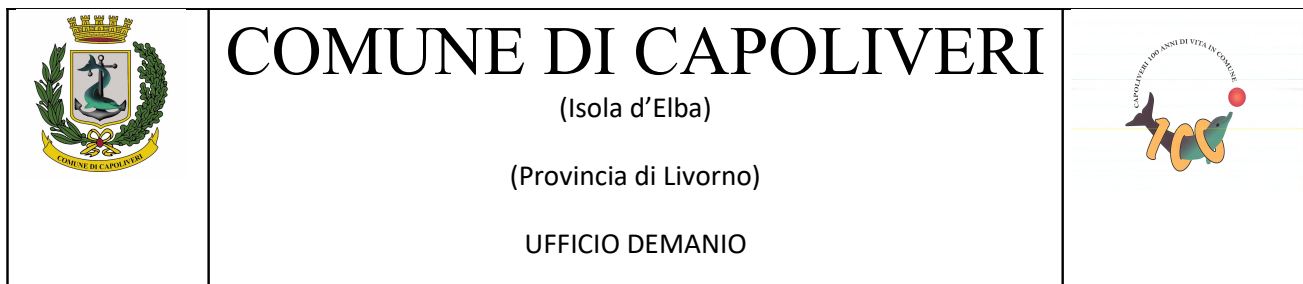 COMUNE DI CAPOLIVERI
COMUNE DI CAPOLIVERI
(Isola d’Elba)
(Provincia di Livorno)
UFFICIO DEMANIO
CAPOLIVERI 100 ANNI DI VITA IN COMUNE
100